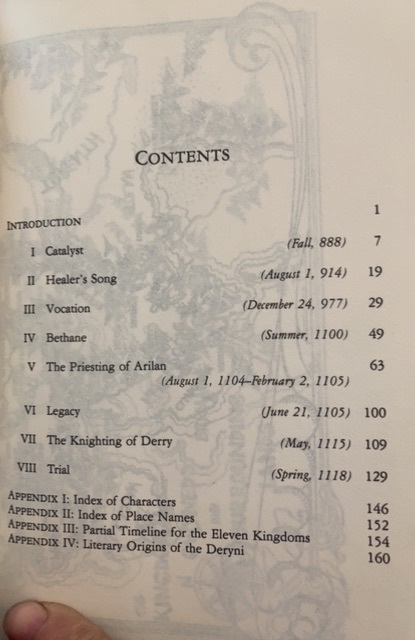 CONTENTS
INTRODUCTION 1
I Catalyst (Fall, 888) 7
II Healer's Song (August 1, 914) 19
III Vocation (December 24, 977) 29
IV Bethane (Summer, 1100) 49
V The Priesting of Arilan 63
(August 1, 1104–February 2, 1105)
VI Legacy (June 21, 1105) 100
VII The Knighting of Derry (May, 1115) 109
VIII Trial (Spring, 1118) 129
APPENDIX I: Index of Characters 146
APPENDIX II: Index of Place Names 152
APPENDIX III: Partial Timeline for the Eleven Kingdoms 154
APPENDIX IV: Literary Origins of the Deryni 160